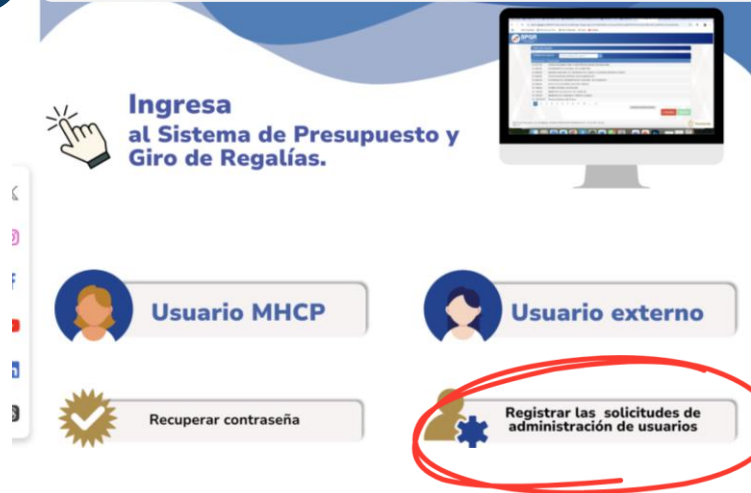 Ingresa
al Sistema de Presupuesto y
Giro de Regalías.
Usuario MHCP
Usuario externo
Recuperar contraseña
Registrar las solicitudes de
administración de usuarios